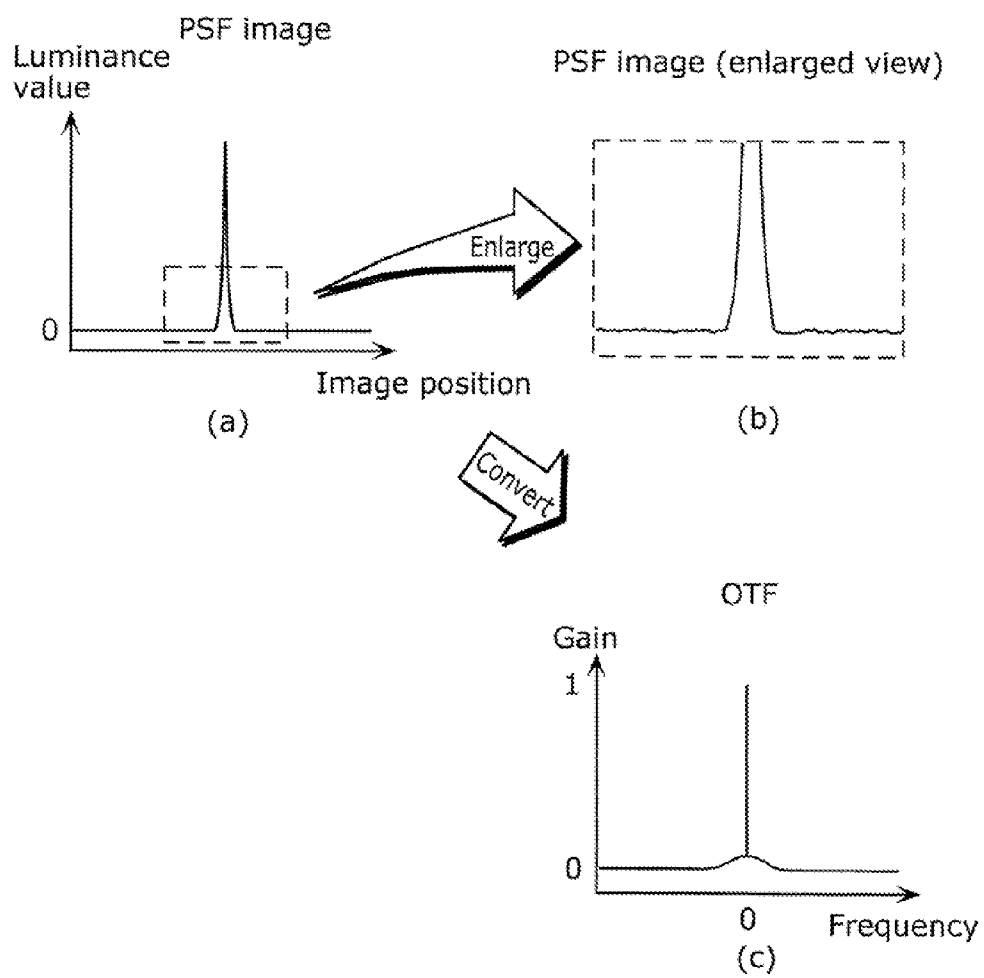 PSF image
Luminance
value
0
Image position
(a)
Enlarge
PSF image (enlarged view)
(b)
Convert
OTF
Gain
1
0
0
Frequency
(c)